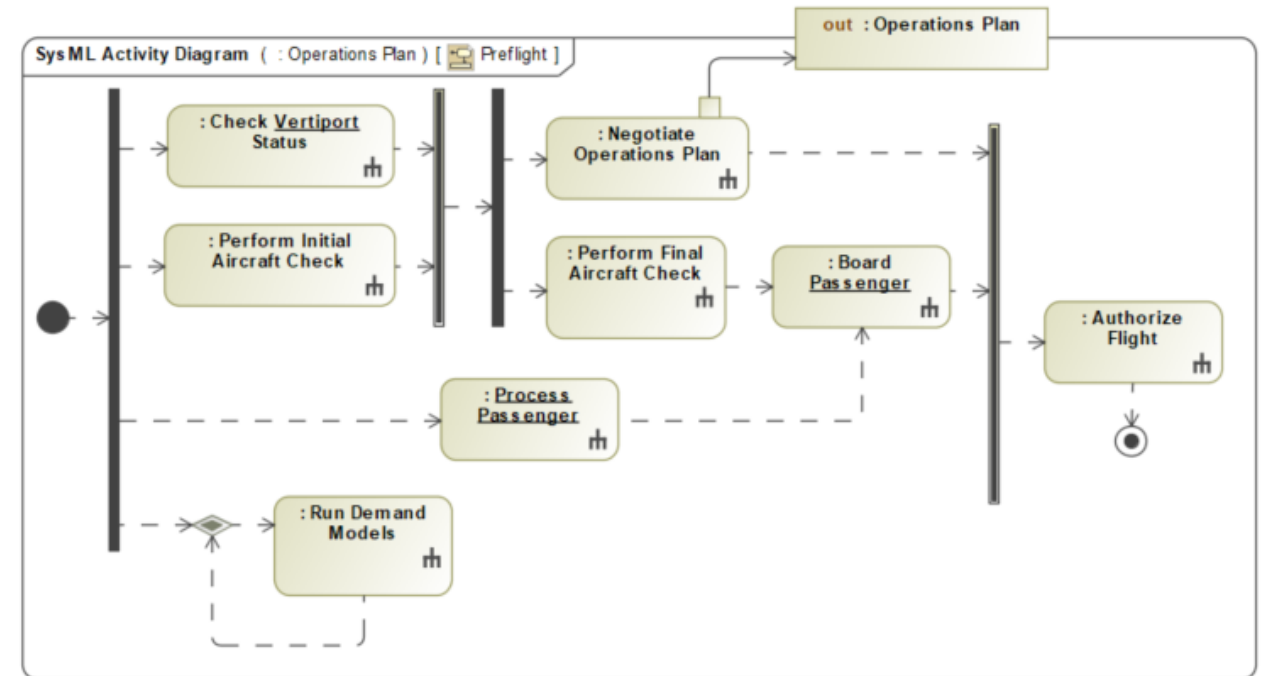 out : Operations Plan
SysML Activity Diagram ( : Operations Plan ) [ Preflight ]
: Check Vertiport
Status
: Negotiate
Operations Plan
: Perform Initial
Aircraft Check
: Perform Final
Aircraft Check
: Board
Passenger
: Authorize
Flight
: Process
Passenger
: Run Demand
Models